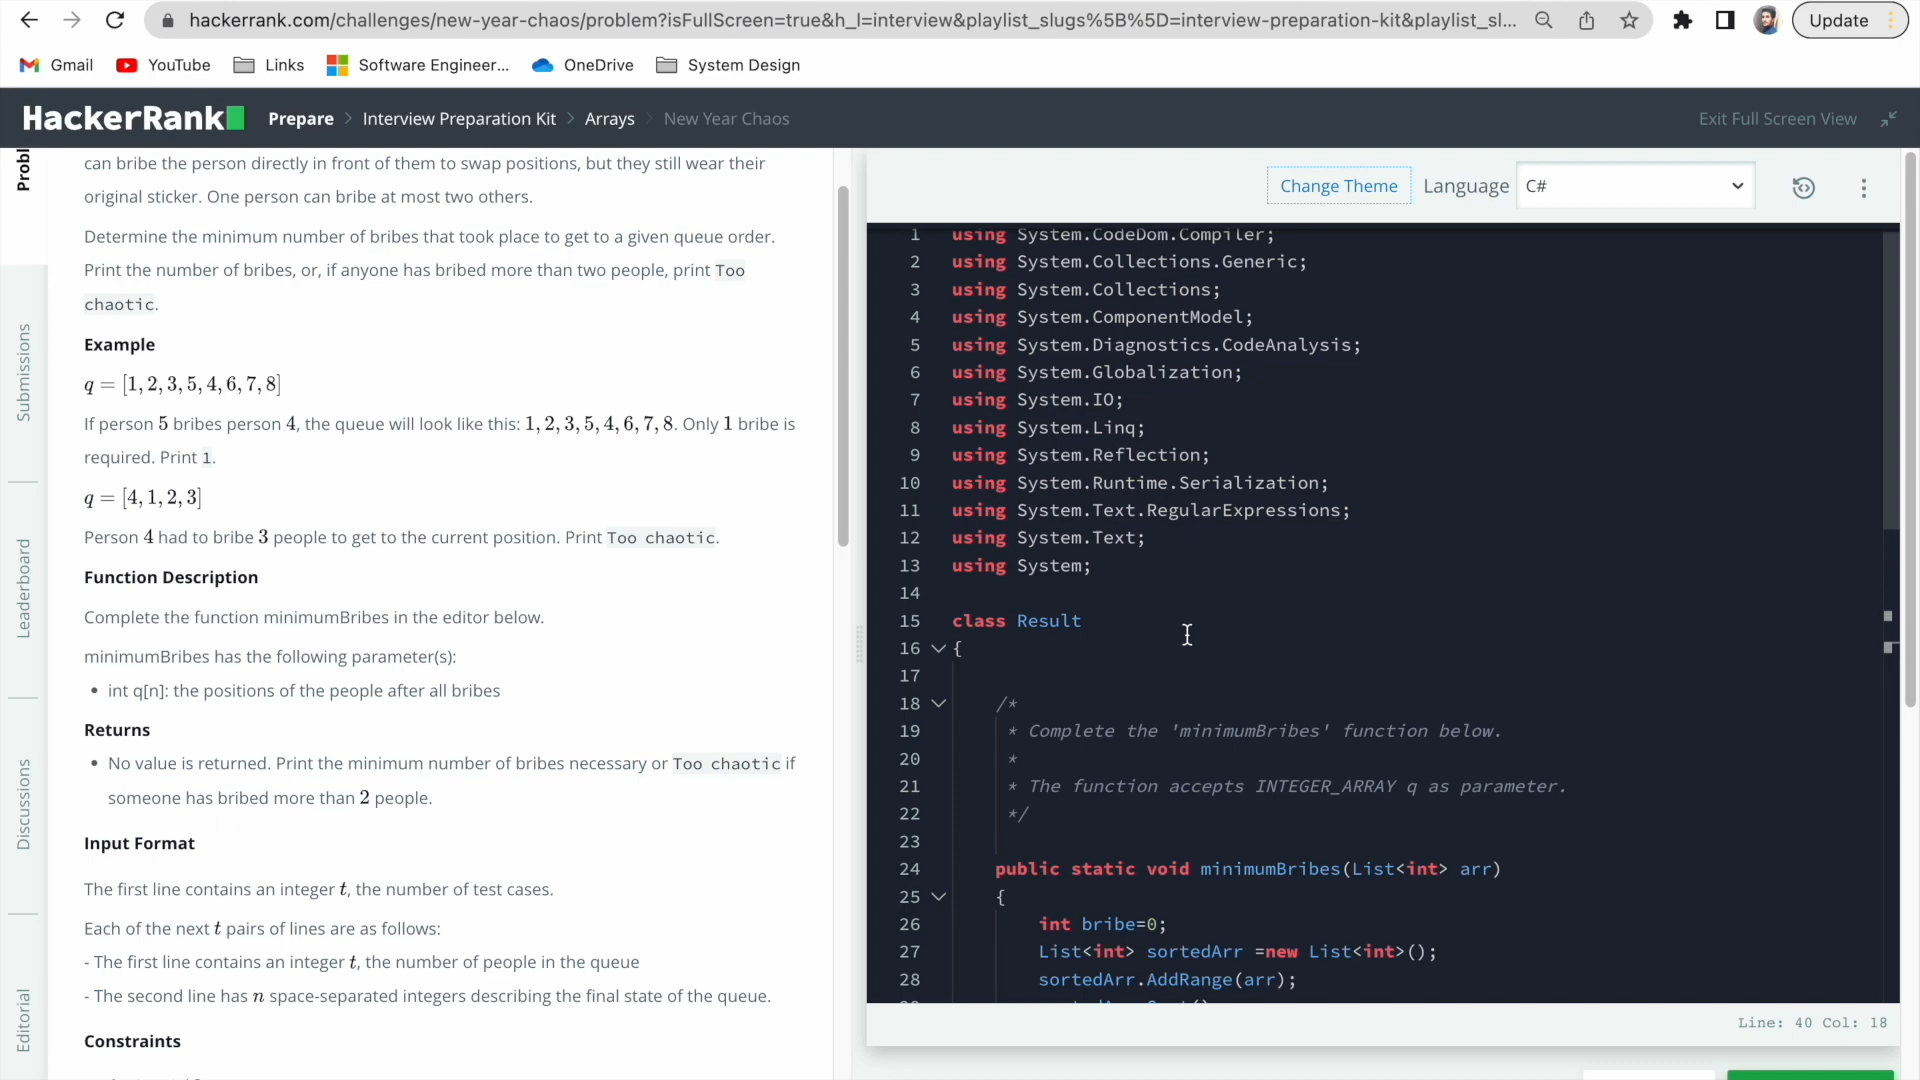 hackerrank.com/challenges/new-year-chaos/problem?isFullScreen=true&h_l=interview&playlist_slugs%5B%5D=interview-preparation-kit&playlist_sl...
Update
Gmail
YouTube
Links
Software Engineer...
OneDrive
System Design
HackerRank
Prepare > Interview Preparation Kit > Arrays > New Year Chaos
Exit Full Screen View
Probl
Submissions
Leaderboard
Discussions
Editorial
can bribe the person directly in front of them to swap positions, but they still wear their
original sticker. One person can bribe at most two others.
Determine the minimum number of bribes that took place to get to a given queue order.
Print the number of bribes, or, if anyone has bribed more than two people, print Too
chaotic.
Example
q = [1, 2, 3, 5, 4, 6, 7, 8]
If person 5 bribes person 4, the queue will look like this: 1, 2, 3, 5, 4, 6, 7, 8. Only 1 bribe is
required. Print 1.
q = [4, 1, 2, 3]
Person 4 had to bribe 3 people to get to the current position. Print Too chaotic.
Function Description
Complete the function minimumBribes in the editor below.
minimumBribes has the following parameter(s):
• int q[n]: the positions of the people after all bribes
Returns
• No value is returned. Print the minimum number of bribes necessary or Too chaotic if
someone has bribed more than 2 people.
Input Format
The first line contains an integer t, the number of test cases.
Each of the next t pairs of lines are as follows:
- The first line contains an integer t, the number of people in the queue
- The second line has n space-separated integers describing the final state of the queue.
Constraints
Change Theme
Language
C#
1 using System.CodeDom.Compiler;
2 using System.Collections.Generic;
3 using System.Collections;
4 using System.ComponentModel;
5 using System.Diagnostics.CodeAnalysis;
6 using System.Globalization;
7 using System.IO;
8 using System.Linq;
9 using System.Reflection;
10 using System.Runtime.Serialization;
11 using System.Text.RegularExpressions;
12 using System.Text;
13 using System;
14
15 class Result
16 {
17
18 /*
19 * Complete the 'minimumBribes' function below.
20 *
21 * The function accepts INTEGER_ARRAY q as parameter.
22 */
23
24 public static void minimumBribes(List<int> arr)
25 {
26 int bribe=0;
27 List<int> sortedArr =new List<int>();
28 sortedArr.AddRange(arr);
Line: 40 Col: 18